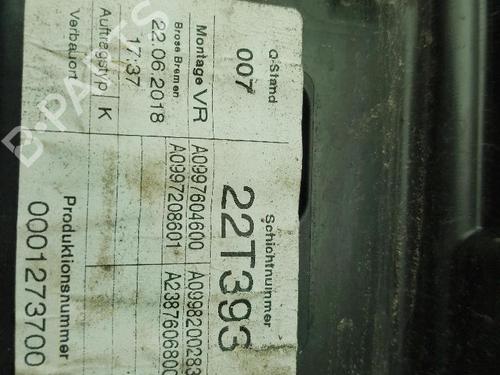 Q-Stand
007
Montage VR
Brose Bremen
22.06.2018
17:37
Auftragstyp K
Verbauort
Schichtnummer
22T393
A0997604600 A0998200283
A0997208601 A2387606800
Produktionsnummer
0001273700
B-PARTS